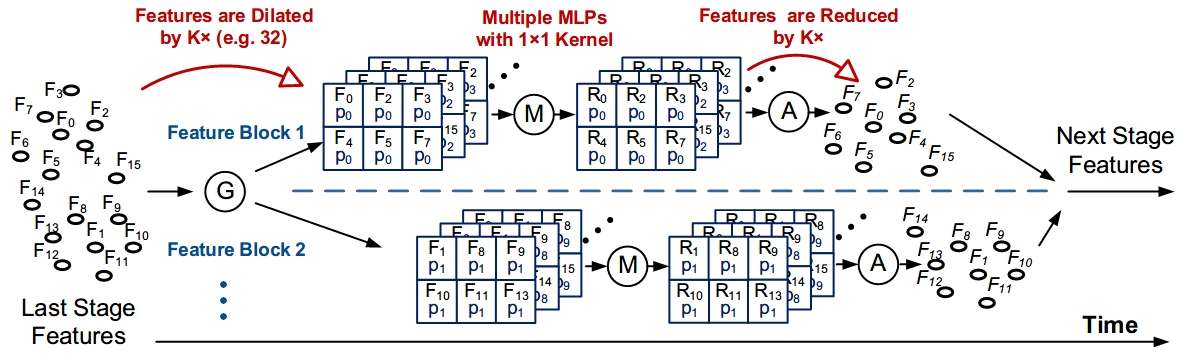 Features are Dilated
by K× (e.g. 32)
Multiple MLPs
with 1×1 Kernel
Features are Reduced
by K×
F3
F7
F0
F2
F6
F4
F5
F15
F14
F8
F9
F13
F1
F10
F12
F11
Last Stage
Features
G
Feature Block 1
F0 F2 F3
p0 p0 p0
F4 F5 F7
p0 p0 p0
F2
M
R0 R2 R3
p0 p0 p0
R4 R5 R7
p0 p0 p0
R2
A
F2
F7
F3
F0
F6
F4
F5
F15
Next Stage
Features
Feature Block 2
F1 F8 F9
p1 p1 p1
F10 F11 F13
p1 p1 p1
F8
M
R1 R8 R9
p1 p1 p1
R10 R11 R13
p1 p1 p1
R8
A
F14
F8
F9
F13
F1
F10
F12
F11
Time